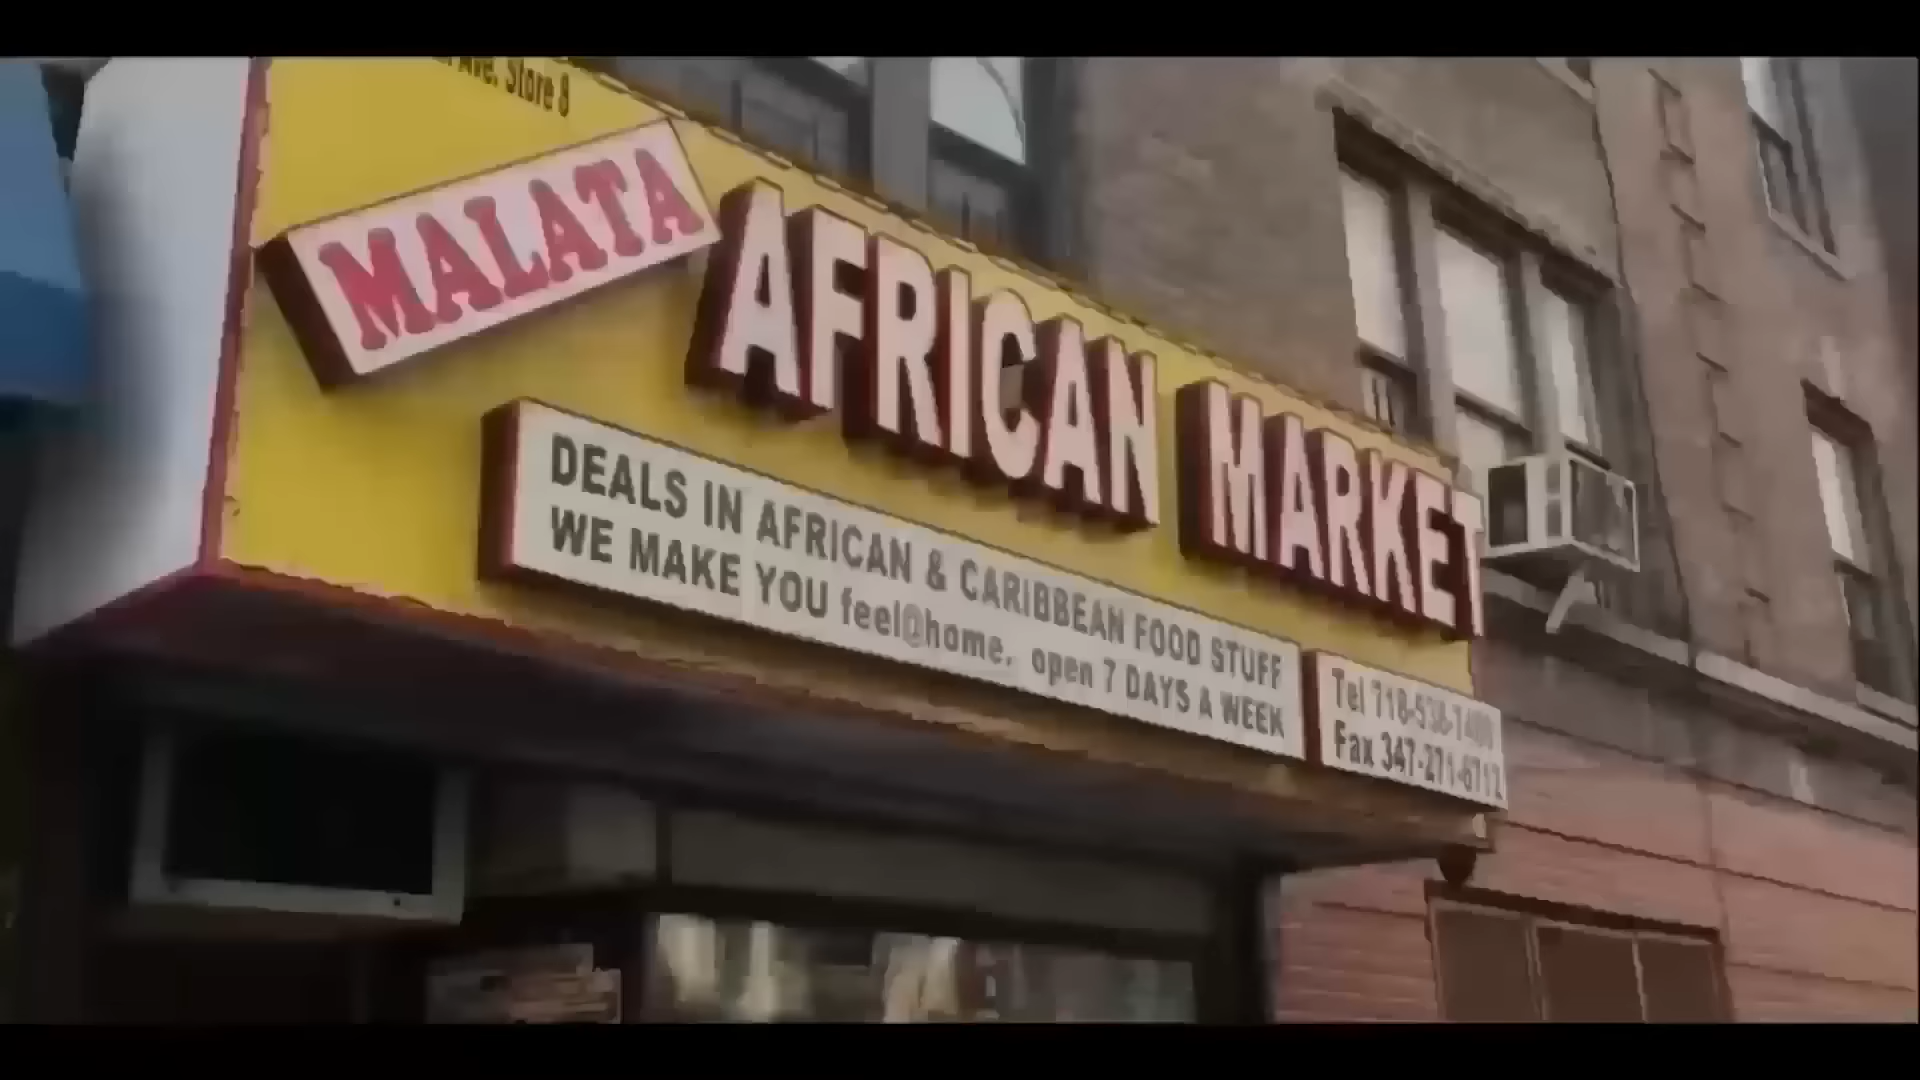 Ave. Store 8
MALATA
AFRICAN MARKET
DEALS IN AFRICAN & CARIBBEAN FOOD STUFF
WE MAKE YOU feel@home. open 7 DAYS A WEEK
Tel
Fax 347-271-6712